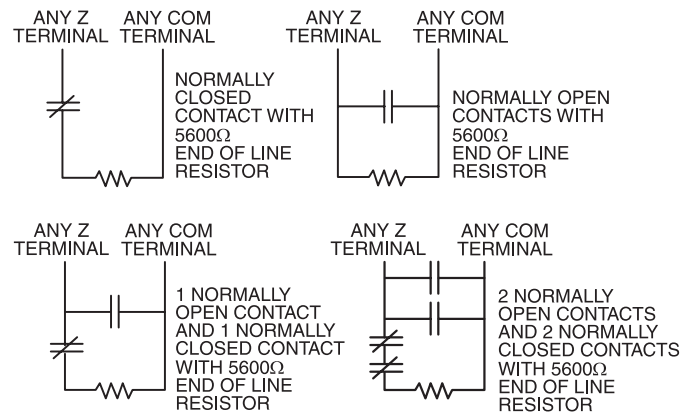 ANY Z
TERMINAL
ANY COM
TERMINAL
NORMALLY
CLOSED
CONTACT WITH
5600Ω
END OF LINE
RESISTOR
ANY Z
TERMINAL
ANY COM
TERMINAL
NORMALLY OPEN
CONTACTS WITH
5600Ω
END OF LINE
RESISTOR
ANY Z
TERMINAL
ANY COM
TERMINAL
1 NORMALLY
OPEN CONTACT
AND 1 NORMALLY
CLOSED CONTACT
WITH 5600Ω
END OF LINE
RESISTOR
ANY Z
TERMINAL
ANY COM
TERMINAL
2 NORMALLY
OPEN CONTACTS
AND 2 NORMALLY
CLOSED CONTACTS
WITH 5600Ω
END OF LINE
RESISTOR